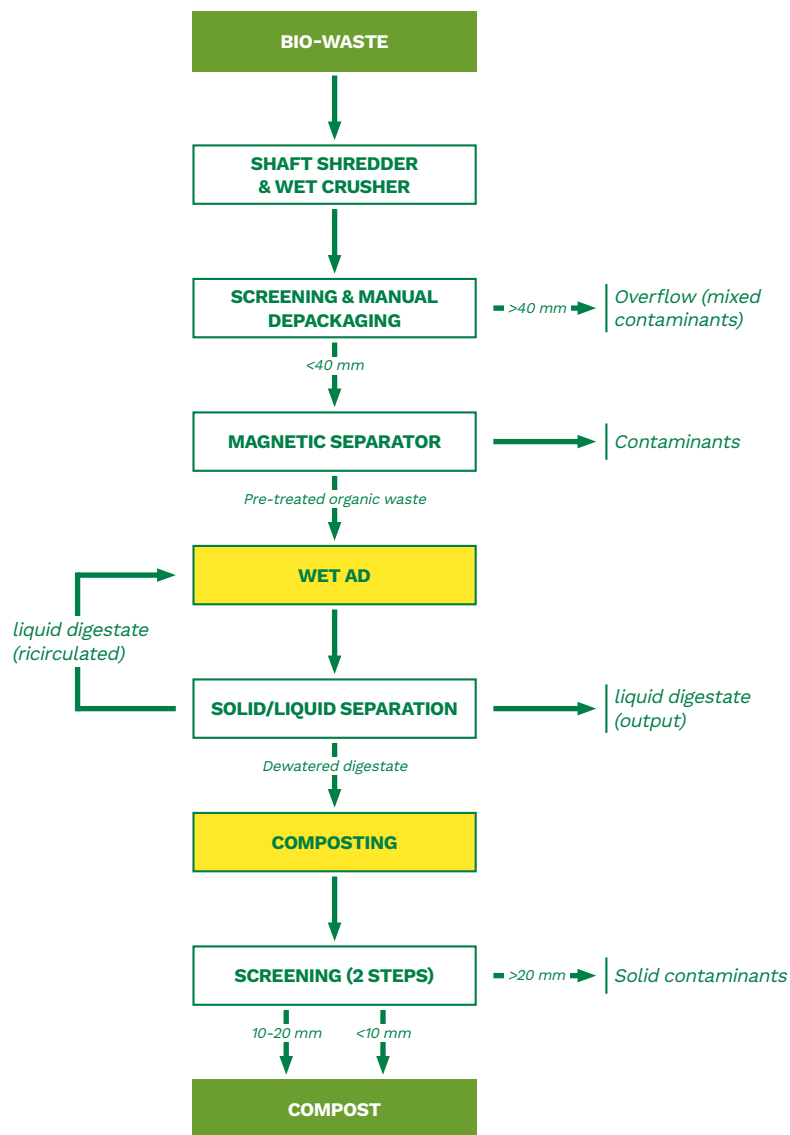 BIO-WASTE
SHAFT SHREDDER
& WET CRUSHER
SCREENING & MANUAL
DEPACKAGING
>40 mm
Overflow (mixed
contaminants)
<40 mm
MAGNETIC SEPARATOR
Contaminants
Pre-treated organic waste
WET AD
liquid digestate
(ricirculated)
SOLID/LIQUID SEPARATION
liquid digestate
(output)
Dewatered digestate
COMPOSTING
SCREENING (2 STEPS)
>20 mm
Solid contaminants
10-20 mm
<10 mm
COMPOST